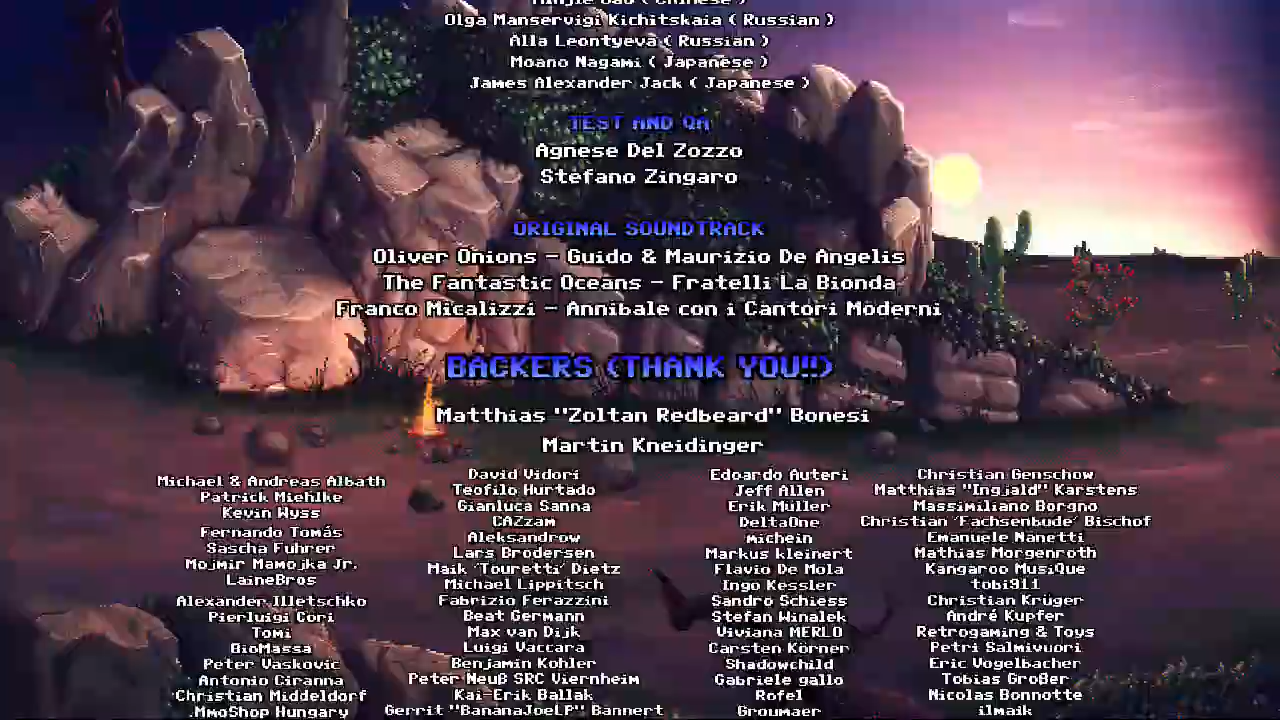 Olga Manservigi Kichitskaia ( Russian )
Alla Leontyeva ( Russian )
Moano Nagami ( Japanese )
James Alexander Jack ( Japanese )
TEST AND QA
Agnese Del Zozzo
Stefano Zingaro
ORIGINAL SOUNDTRACK
Oliver Onions - Guido & Maurizio De Angelis
The Fantastic Oceans - Fratelli La Bionda
Franco Micalizzi - Annibale con i Cantori Moderni
BACKERS (THANK YOU!!)
Matthias "Zoltan Redbeard" Bonesi
Martin Kneidinger
Michael & Andreas Albath
Patrick Miehlke
Kevin Wyss
Fernando Tomás
Sascha Fuhrer
Mojmir Mamojka Jr.
LaineBros
Alexander Illetschko
Pierluigi Cori
Tomi
BioMassa
Peter Vaskovic
Antonio Ciranna
Christian Middeldorf
.MmoShop Hungary
David Vidori
Teofilo Hurtado
Gianluca Sanna
CAZzam
Aleksandrow
Lars Brodersen
Maik 'Touretti' Dietz
Michael Lippitsch
Fabrizio Ferazzini
Beat Germann
Max van Dijk
Luigi Vaccara
Benjamin Kohler
Peter Neuß SRC Viernheim
Kai-Erik Ballak
Gerrit "BananaJoeLP" Bannert
Edoardo Auteri
Jeff Allen
Erik Müller
DeltaOne
michein
Markus kleinert
Flavio De Mola
Ingo Kessler
Sandro Schiess
Stefan Winalek
Viviana MERLO
Carsten Körner
Shadowchild
Gabriele gallo
Rofel
Groumaer
Christian Genschow
Matthias "Ingjald" Karstens
Massimiliano Borgno
Christian 'Fachsenbude' Bischof
Emanuele Nanetti
Mathias Morgenroth
Kangaroo MusiQue
tobi911
Christian Krüger
André Kupfer
Retrogaming & Toys
Petri Salmivuori
Eric Vogelbacher
Tobias Großer
Nicolas Bonnotte
ilmaik